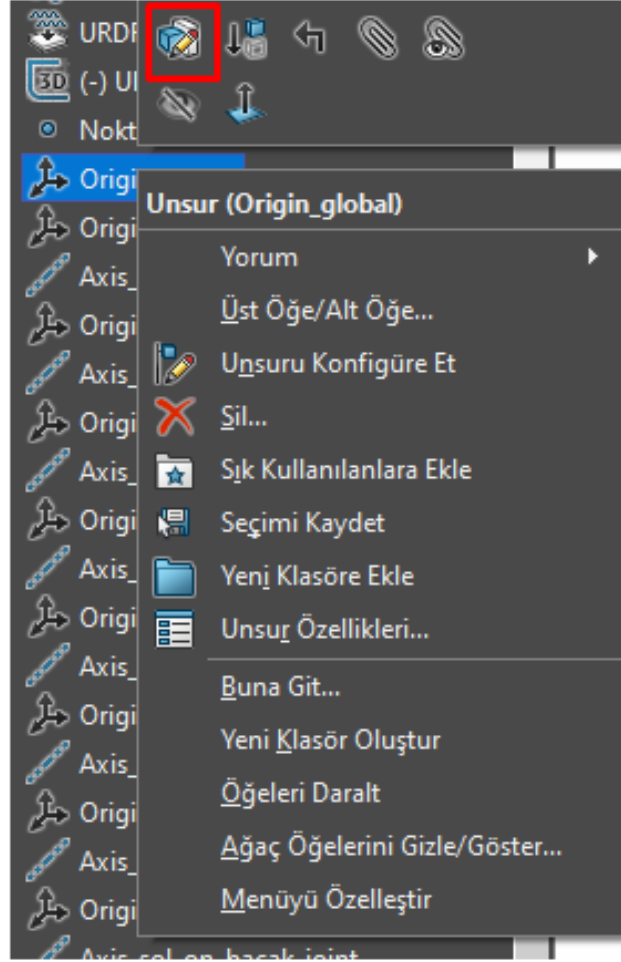 URDF
3D (-) UI
Nokt
Origi
Unsur (Origin_global)
Origi
Yorum
Axis_
Üst Öğe/Alt Öğe...
Origi
Unsuru Konfigüre Et
Axis_
Sil...
Origi
Sık Kullanılanlara Ekle
Axis_
Seçimi Kaydet
Origi
Yeni Klasöre Ekle
Axis_
Unsur Özellikleri...
Origi
Axis_
Buna Git...
Origi
Yeni Klasör Oluştur
Axis_
Öğeleri Daralt
Origi
Ağaç Öğelerini Gizle/Göster...
Axis_
Menüyü Özelleştir
Origi
Axis_sol_on_bacak_joint